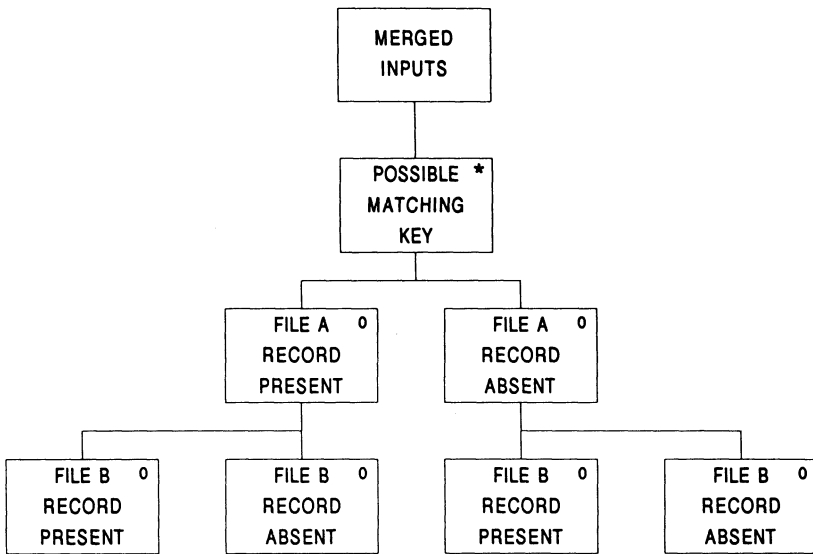 MERGED
INPUTS
POSSIBLE *
MATCHING
KEY
FILE A O
RECORD
PRESENT
FILE A O
RECORD
ABSENT
FILE B O
RECORD
PRESENT
FILE B O
RECORD
ABSENT
FILE B O
RECORD
PRESENT
FILE B O
RECORD
ABSENT